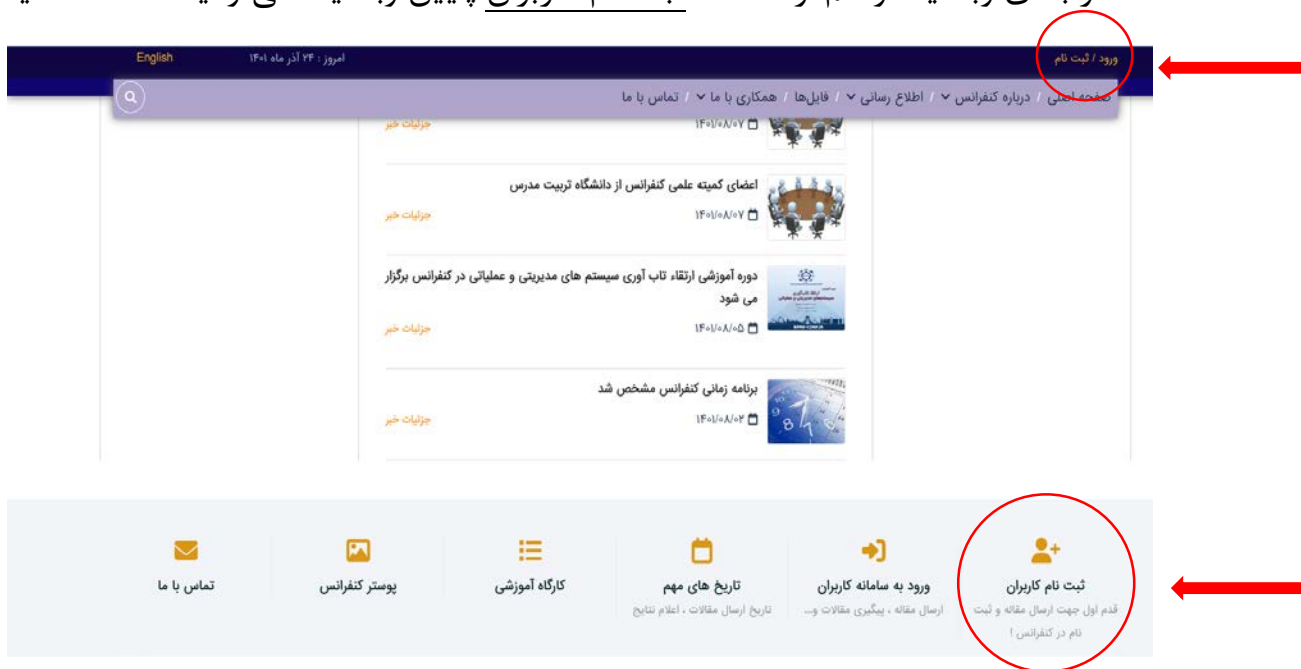 ورود / ثبت نام
امروز : ۲۴ آذر ماه ۱۴۰۱
English
صفحه اصلی / درباره کنفرانس / اطلاع رسانی / فایل‌ها / همکاری با ما / تماس با ما
۱۴۰۱/۰۸/۰۷
جزئیات خبر
اعضای کمیته علمی کنفرانس از دانشگاه تربیت مدرس
۱۴۰۱/۰۸/۰۷
جزئیات خبر
دوره آموزشی ارتقاء تاب آوری سیستم های مدیریتی و عملیاتی در کنفرانس برگزار
می شود
۱۴۰۱/۰۸/۰۵
جزئیات خبر
برنامه زمانی کنفرانس مشخص شد
۱۴۰۱/۰۸/۰۲
جزئیات خبر
ثبت نام کاربران
قدم اول جهت ارسال مقاله و ثبت
نام در کنفرانس !
ورود به سامانه کاربران
ارسال مقاله ، پیگیری مقالات و...
تاریخ های مهم
تاریخ ارسال مقالات ، اعلام نتایج
کارگاه آموزشی
پوستر کنفرانس
تماس با ما